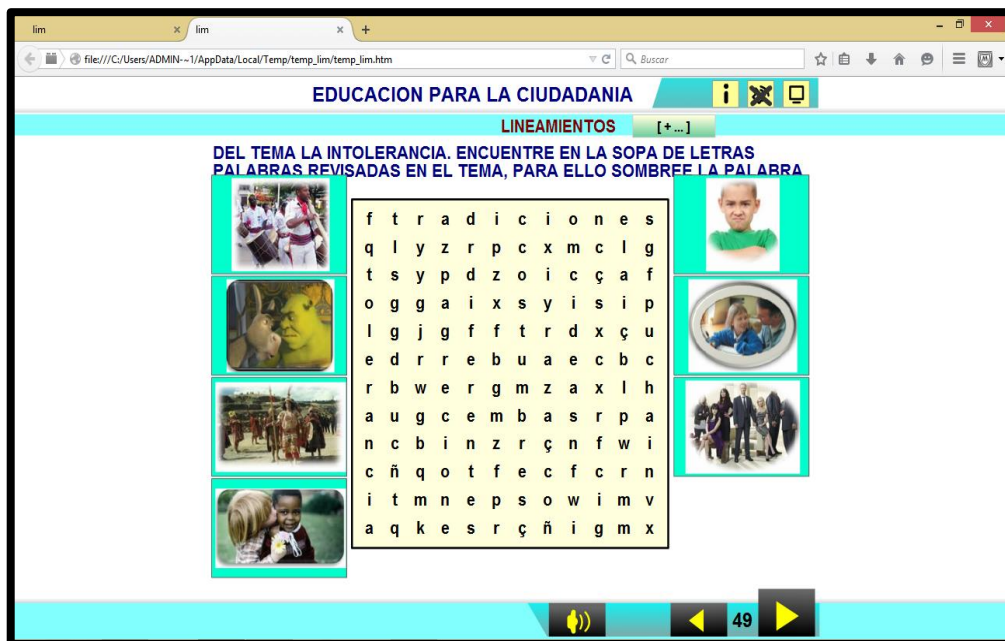 lim
lim
file:///C:/Users/ADMIN-~1/AppData/Local/Temp/temp_lim/temp_lim.htm
Buscar
EDUCACION PARA LA CIUDADANIA
i
LINEAMIENTOS
[ + ... ]
DEL TEMA LA INTOLERANCIA. ENCUENTRE EN LA SOPA DE LETRAS
PALABRAS REVISADAS EN EL TEMA, PARA ELLO SOMBREE LA PALABRA
f t r a d i c i o n e s
q l y z r p c x m c l g
t s y p d z o i c ç a f
o g g a i x s y i s i p
l g j g f f t r d x ç u
e d r r e b u a e c b c
r b w e r g m z a x l h
a u g c e m b a s r p a
n c b i n z r ç n f w i
c ñ q o t f e c f c r n
i t m n e p s o w i m v
a q k e s r ç ñ i g m x
49